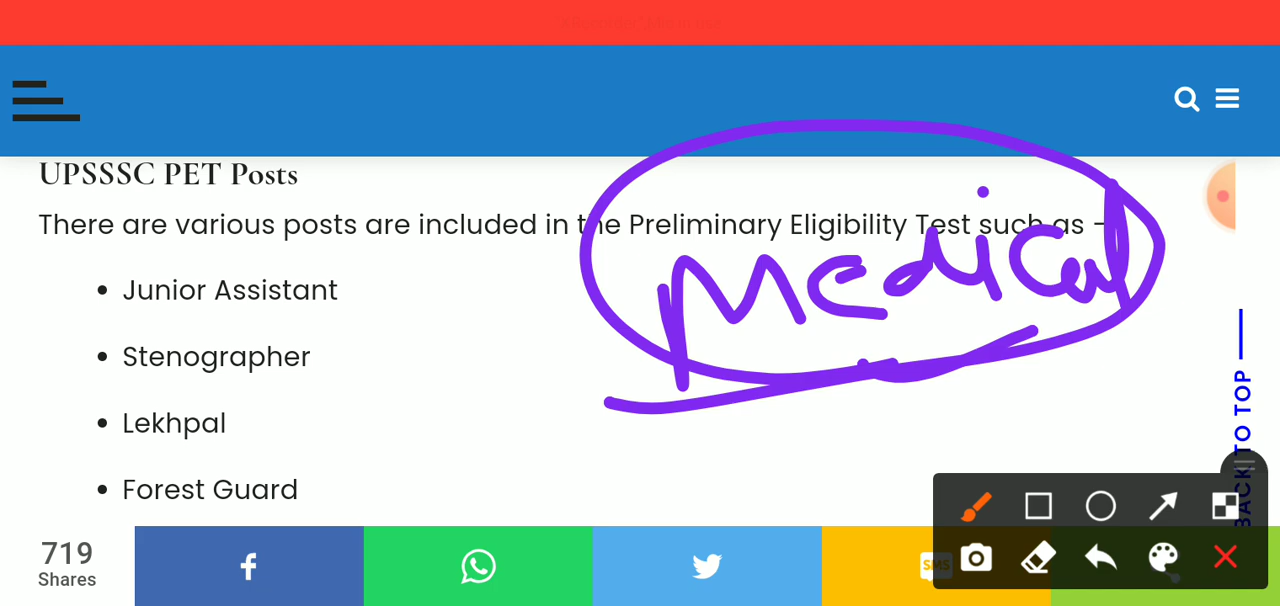 UPSSSC PET Posts
There are various posts are included in the Preliminary Eligibility Test such as –
Medical
Junior Assistant
Stenographer
Lekhpal
Forest Guard
BACK TO TOP
719
Shares
SMS